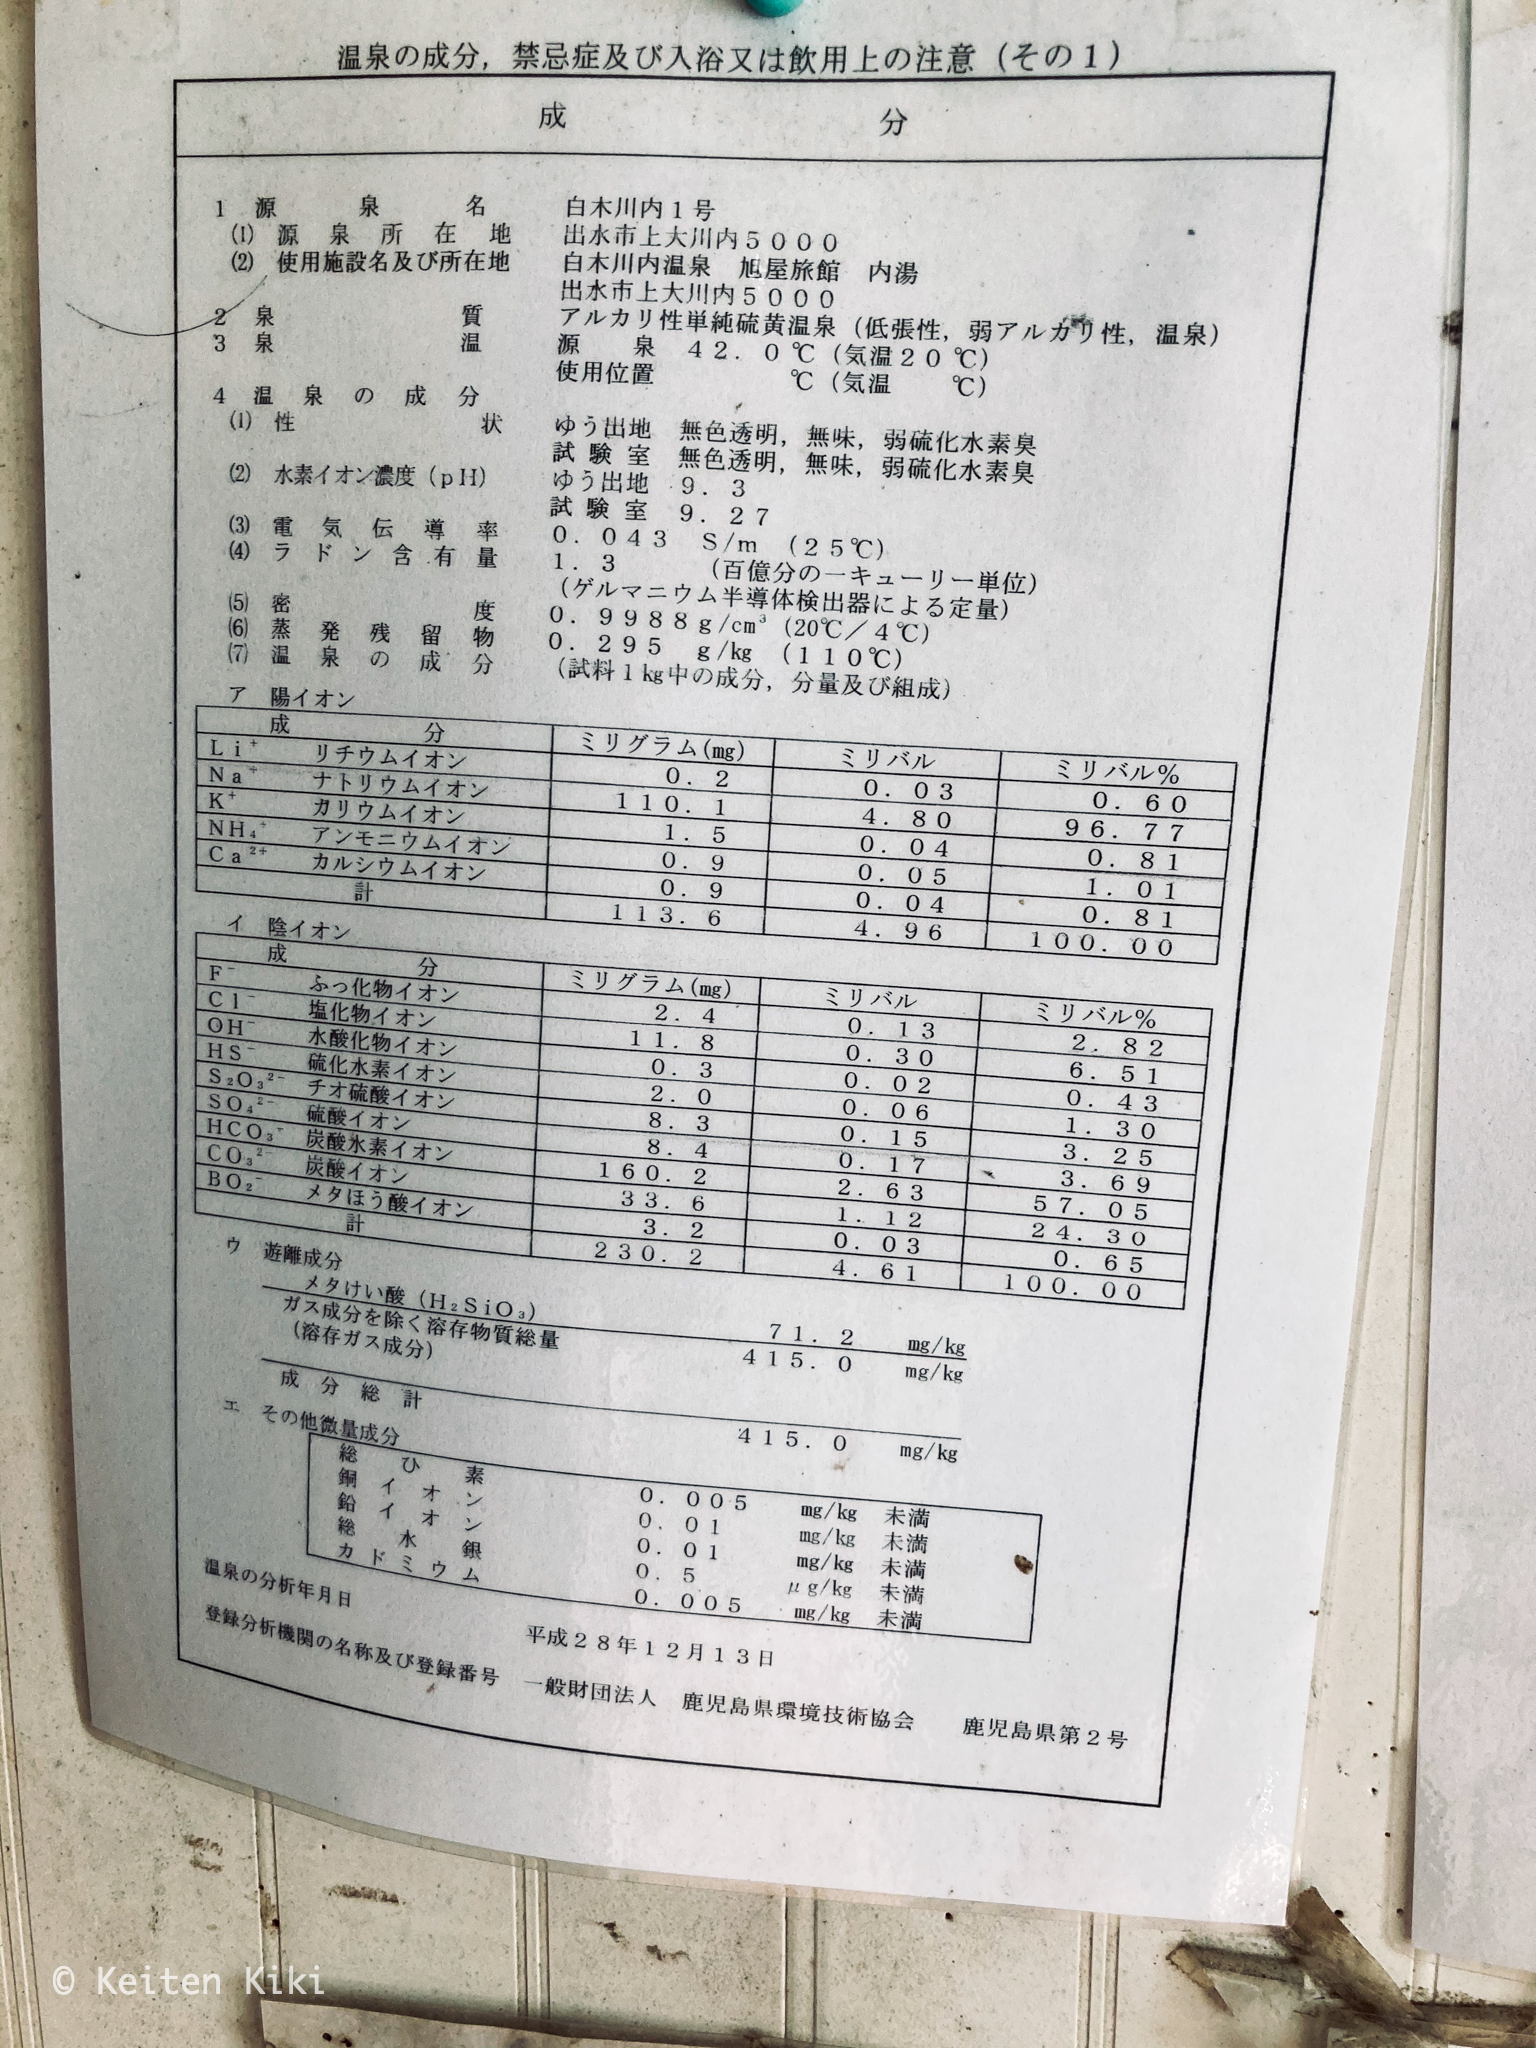 温泉の成分，禁忌症及び入浴又は飲用上の注意（その１）
成　分
１　源泉名　白木川内１号
⑴　源泉所在地　出水市上大川内５０００
⑵　使用施設名及び所在地　白木川内温泉　旭屋旅館　内湯
出水市上大川内５０００
２　泉質　アルカリ性単純硫黄温泉（低張性，弱アルカリ性，温泉）
３　泉温　源泉　４２．０℃（気温２０℃）
使用位置　℃（気温　℃）
４　温泉の成分
⑴　性状　ゆう出地　無色透明，無味，弱硫化水素臭
試験室　無色透明，無味，弱硫化水素臭
⑵　水素イオン濃度（ｐＨ）　ゆう出地　９．３
試験室　９．２７
⑶　電気伝導率　０．０４３　Ｓ/ｍ　（２５℃）
⑷　ラドン含有量　１．３　（百億分の一キューリー単位）
（ゲルマニウム半導体検出器による定量）
⑸　密度　０．９９８８ｇ/㎝³（20℃／４℃）
⑹　蒸発残留物　０．２９５　ｇ/㎏　（１１０℃）
⑺　温泉の成分　（試料１㎏中の成分，分量及び組成）
ア　陽イオン
成分　ミリグラム(㎎)　ミリバル　ミリバル％
Ｌｉ⁺　リチウムイオン　０．２　０．０３　０．６０
Ｎａ⁺　ナトリウムイオン　１１０．１　４．８０　９６．７７
Ｋ⁺　カリウムイオン　１．５　０．０４　０．８１
ＮＨ₄⁺　アンモニウムイオン　０．９　０．０５　１．０１
Ｃａ²⁺　カルシウムイオン　０．９　０．０４　０．８１
計　１１３．６　４．９６　１００．００
イ　陰イオン
成分　ミリグラム(㎎)　ミリバル　ミリバル％
Ｆ⁻　ふっ化物イオン　２．４　０．１３　２．８２
Ｃｌ⁻　塩化物イオン　１１．８　０．３０　６．５１
ＯＨ⁻　水酸化物イオン　０．３　０．０２　０．４３
ＨＳ⁻　硫化水素イオン　２．０　０．０６　１．３０
Ｓ₂Ｏ₃²⁻　チオ硫酸イオン　８．３　０．１５　３．２５
ＳＯ₄²⁻　硫酸イオン　８．４　０．１７　３．６９
ＨＣＯ₃⁻　炭酸水素イオン　１６０．２　２．６３　５７．０５
ＣＯ₃²⁻　炭酸イオン　３３．６　１．１２　２４．３０
ＢＯ₂⁻　メタほう酸イオン　３．２　０．０３　０．６５
計　２３０．２　４．６１　１００．００
ウ　遊離成分
メタけい酸（Ｈ₂ＳｉＯ₃）　７１．２　㎎/㎏
ガス成分を除く溶存物質総量　４１５．０　㎎/㎏
（溶存ガス成分）
成分総計　４１５．０　㎎/㎏
エ　その他微量成分
総ひ素　０．００５　㎎/㎏　未満
銅イオン　０．０１　㎎/㎏　未満
鉛イオン　０．０１　㎎/㎏　未満
総水銀　０．５　μｇ/㎏　未満
カドミウム　０．００５　㎎/㎏　未満
温泉の分析年月日　平成２８年１２月１３日
登録分析機関の名称及び登録番号　一般財団法人　鹿児島県環境技術協会　鹿児島県第２号
© Keiten Kiki